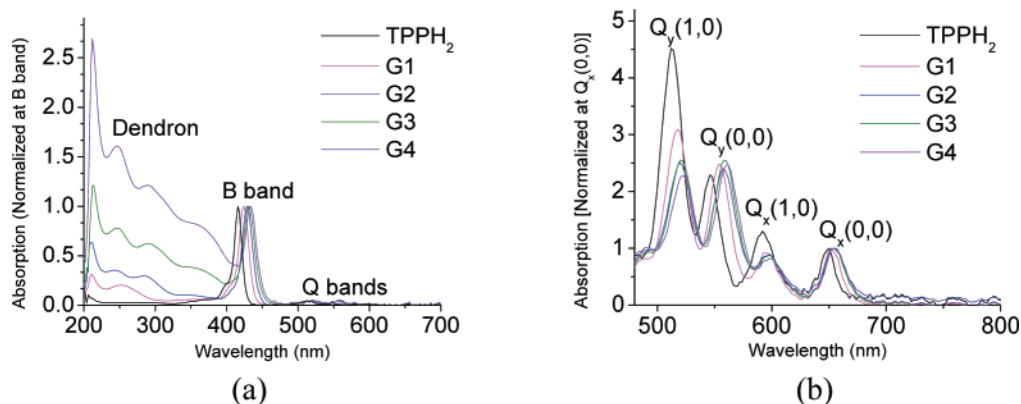 Absorption (Normalized at B band)
2.5
2.0
1.5
1.0
0.5
0.0
200 300 400 500 600 700
Wavelength (nm)
TPPH₂
G1
G2
G3
G4
Dendron
B band
Q bands
(a)
Absorption [Normalized at Qₓ(0,0)]
5
4
3
2
1
0
500 600 700 800
Wavelength (nm)
Qᵧ(1,0)
TPPH₂
G1
G2
G3
G4
Qᵧ(0,0)
Qₓ(1,0)
Qₓ(0,0)
(b)